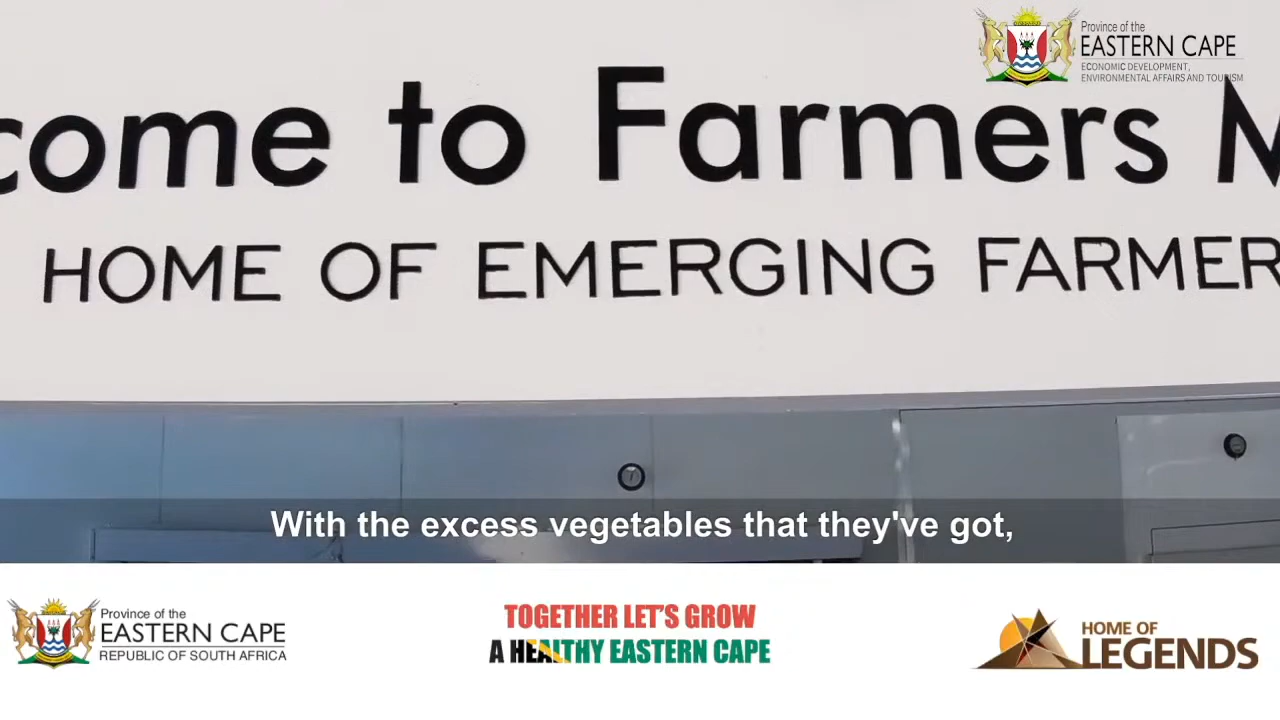 Province of the
EASTERN CAPE
ECONOMIC DEVELOPMENT,
ENVIRONMENTAL AFFAIRS AND TOURISM
come to Farmers M
HOME OF EMERGING FARMER
With the excess vegetables that they've got,
Province of the
EASTERN CAPE
REPUBLIC OF SOUTH AFRICA
TOGETHER LET'S GROW
A HEALTHY EASTERN CAPE
HOME OF
LEGENDS